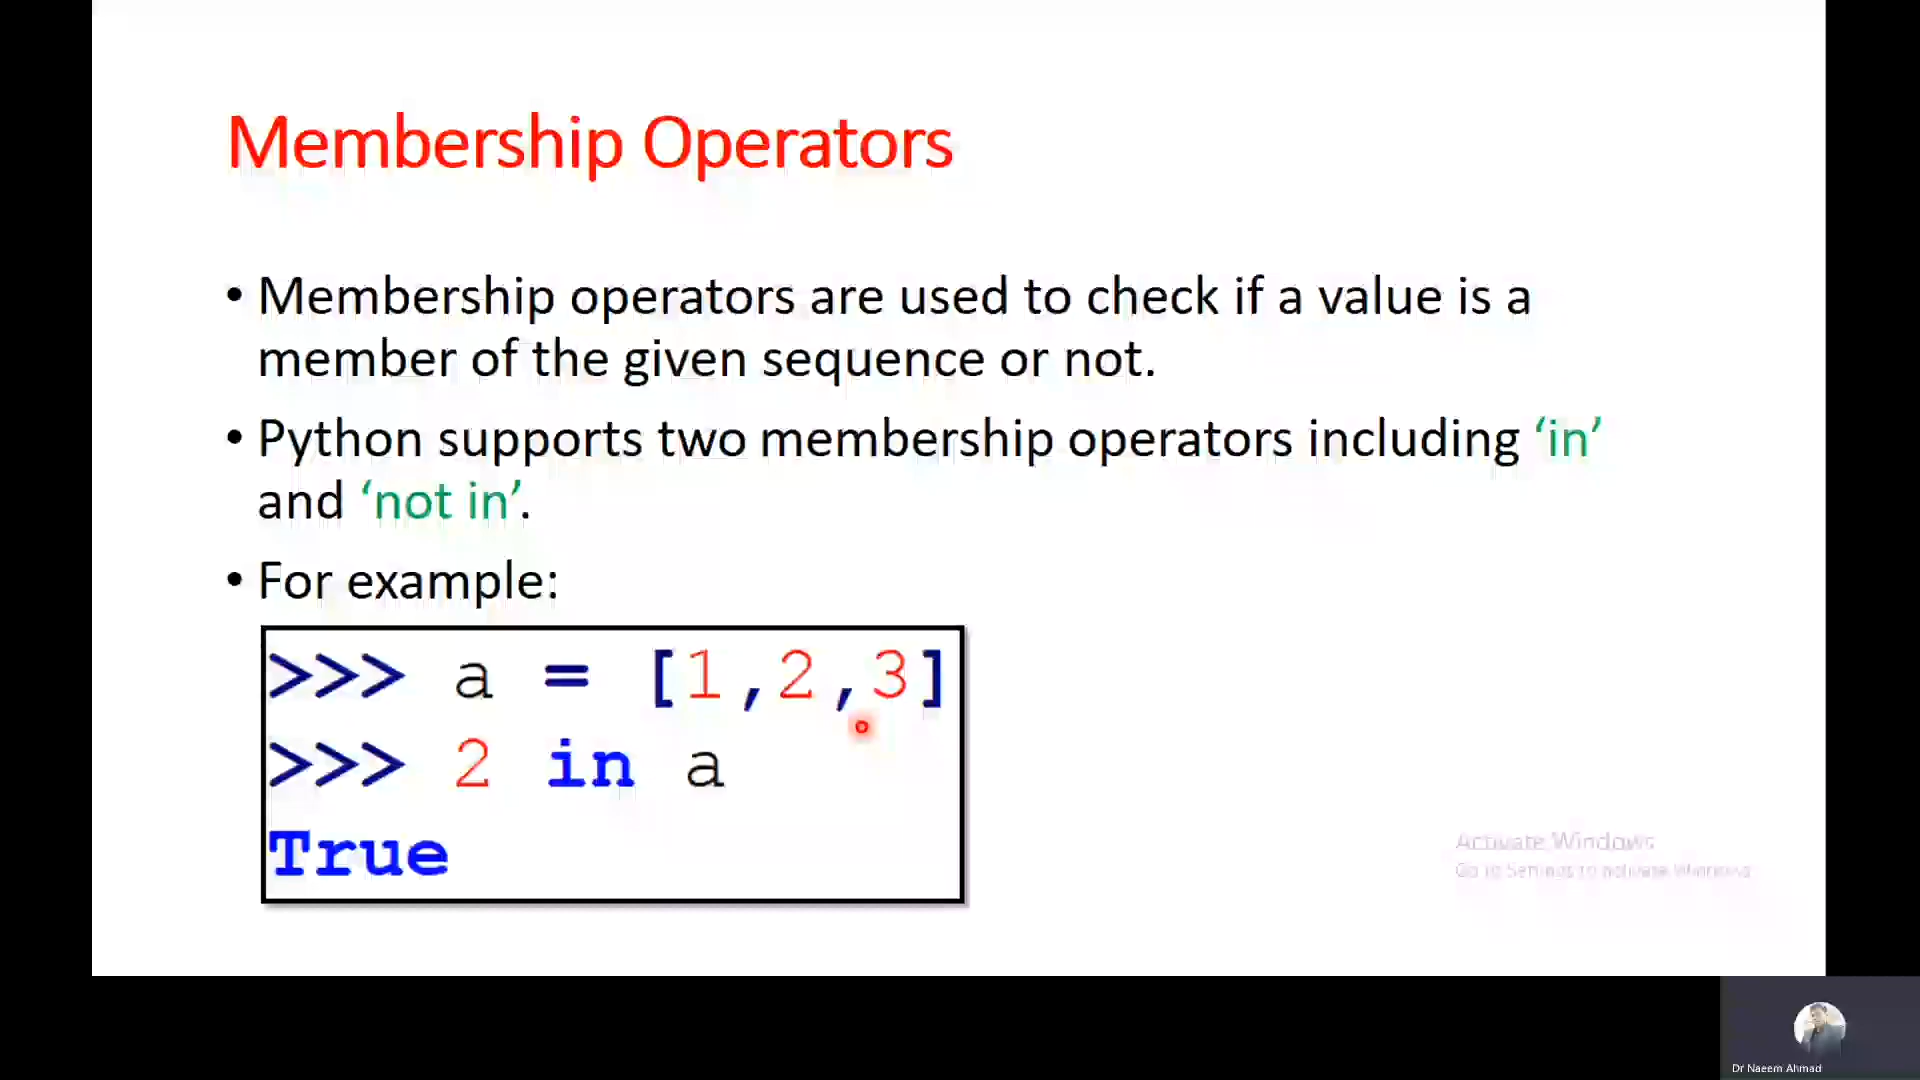 Membership Operators
• Membership operators are used to check if a value is a
member of the given sequence or not.
• Python supports two membership operators including ‘in’
and ‘not in’.
• For example:
>>> a = [1,2,3]
>>> 2 in a
True
Activate Windows
Go to Settings to activate Windows.
Dr Naeem Ahmad